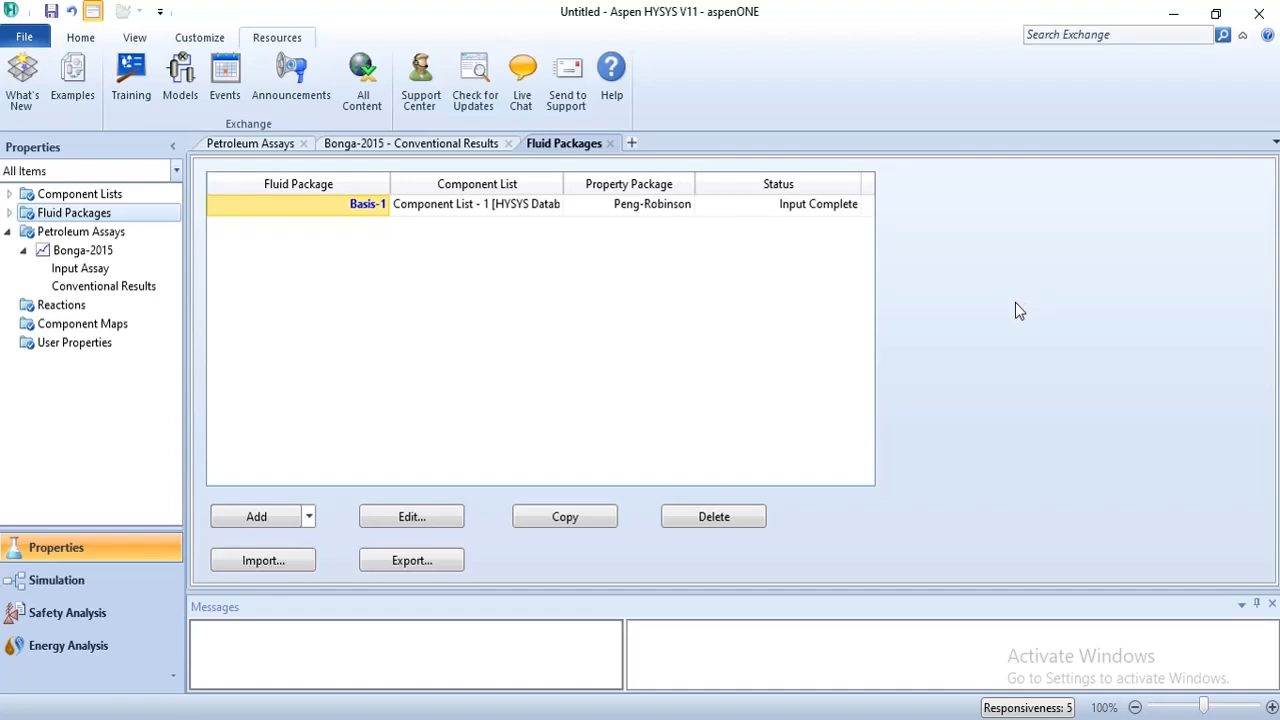 Untitled - Aspen HYSYS V11 - aspenONE
File Home View Customize Resources Search Exchange
What's New Examples Training Models Events Announcements All Content Support Center Check for Updates Live Chat Send to Support Help
Exchange
Properties
All Items
Component Lists
Fluid Packages
Petroleum Assays
Bonga-2015
Input Assay
Conventional Results
Reactions
Component Maps
User Properties
Properties
Simulation
Safety Analysis
Energy Analysis
Petroleum Assays Bonga-2015 - Conventional Results Fluid Packages
Fluid Package Component List Property Package Status
Basis-1 Component List - 1 [HYSYS Datab Peng-Robinson Input Complete
Add Edit... Copy Delete
Import... Export...
Messages
Activate Windows
Go to Settings to activate Windows.
Responsiveness: 5 100%